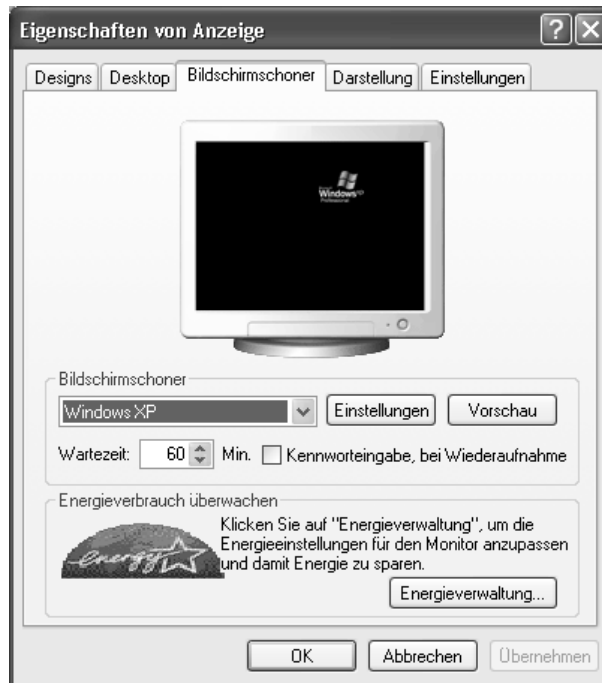 Eigenschaften von Anzeige
Designs Desktop Bildschirmschoner Darstellung Einstellungen
Windows XP
Professional
Bildschirmschoner
Windows XP Einstellungen Vorschau
Wartezeit: 60 Min. Kennworteingabe, bei Wiederaufnahme
Energieverbrauch überwachen
Klicken Sie auf "Energieverwaltung", um die
Energieeinstellungen für den Monitor anzupassen
und damit Energie zu sparen.
energy
Energieverwaltung...
OK Abbrechen Übernehmen